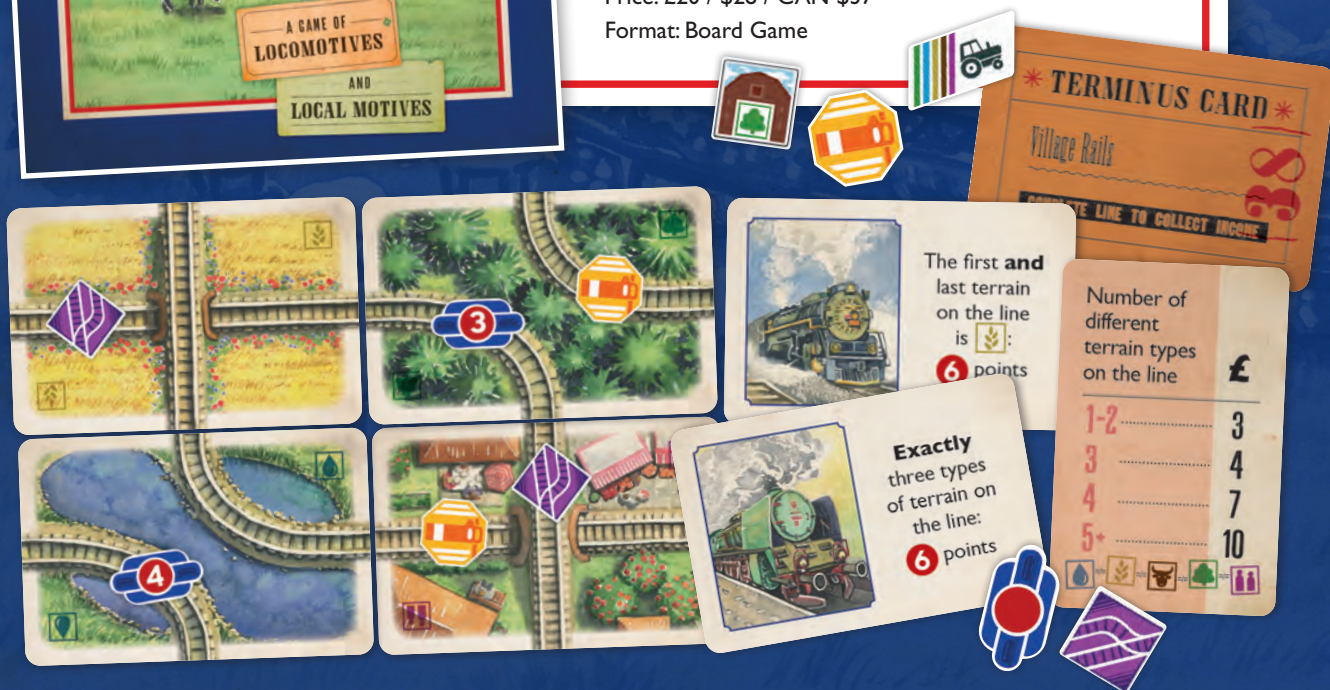 A GAME OF
LOCOMOTIVES
AND
LOCAL MOTIVES
Format: Board Game
TERMINUS CARD
Village Rails
38
COMPLETE LINE TO COLLECT INCOME
3
4
The first and
last terrain
on the line
is :
6 points
Exactly
three types
of terrain on
the line:
6 points
Number of
different
terrain types
on the line
£
1-2 3
3 4
4 7
5+ 10